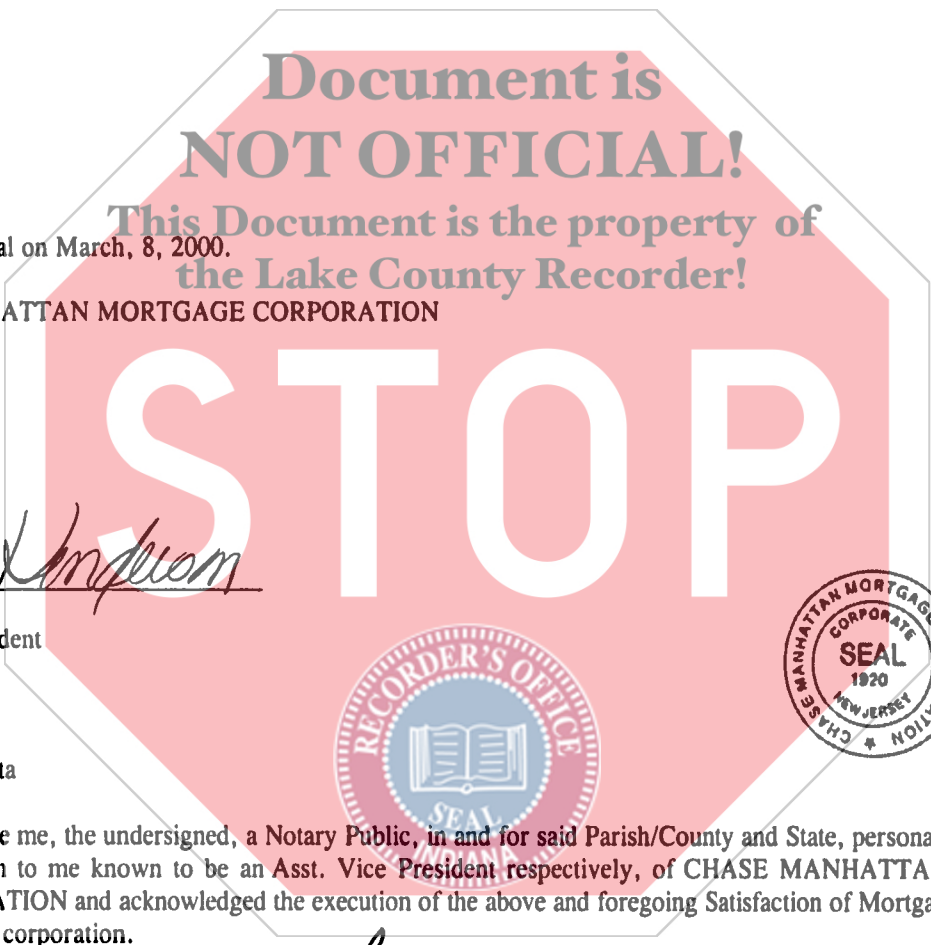 Document is
NOT OFFICIAL!
This Document is the property of
the Lake County Recorder!
al on March, 8, 2000.
ATTAN MORTGAGE CORPORATION
STOP
dent
CHASE MANHATTAN MORTGAGE
CORPORATE
SEAL
1920
NEW JERSEY
ATION
RECORDER'S OFFICE
SEAL
INDIANA
ta
e me, the undersigned, a Notary Public, in and for said Parish/County and State, persona
n to me known to be an Asst. Vice President respectively, of CHASE MANHATTA
ATION and acknowledged the execution of the above and foregoing Satisfaction of Mortga
corporation.